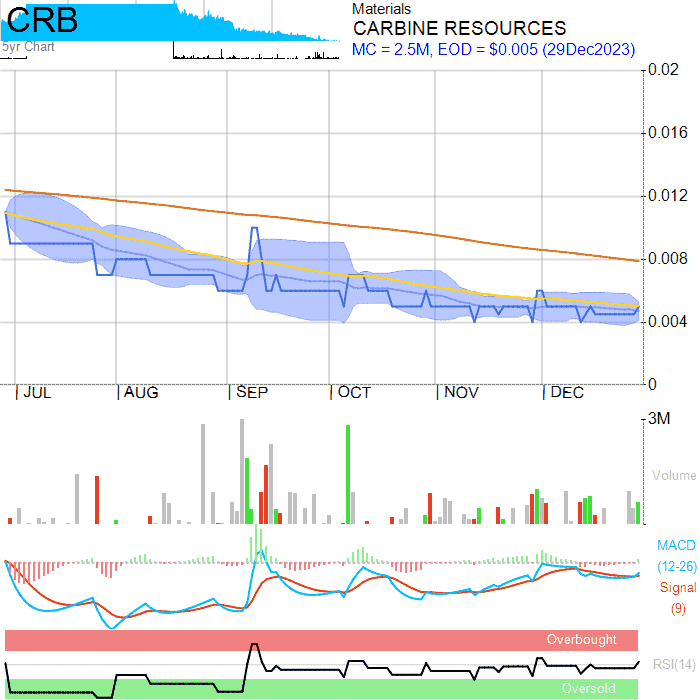 CRB
5yr Chart
Materials
CARBINE RESOURCES
MC = 2.5M, EOD = $0.005 (29Dec2023)
0.02
0.016
0.012
0.008
0.004
0
JUL AUG SEP OCT NOV DEC
3M
Volume
MACD
(12-26)
Signal
(9)
Overbought
RSI(14)
Oversold